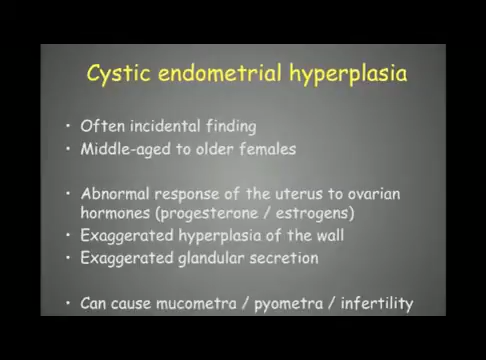 Cystic endometrial hyperplasia
• Often incidental finding
• Middle-aged to older females
• Abnormal response of the uterus to ovarian
hormones (progesterone / estrogens)
• Exaggerated hyperplasia of the wall
• Exaggerated glandular secretion
• Can cause mucometra / pyometra / infertility